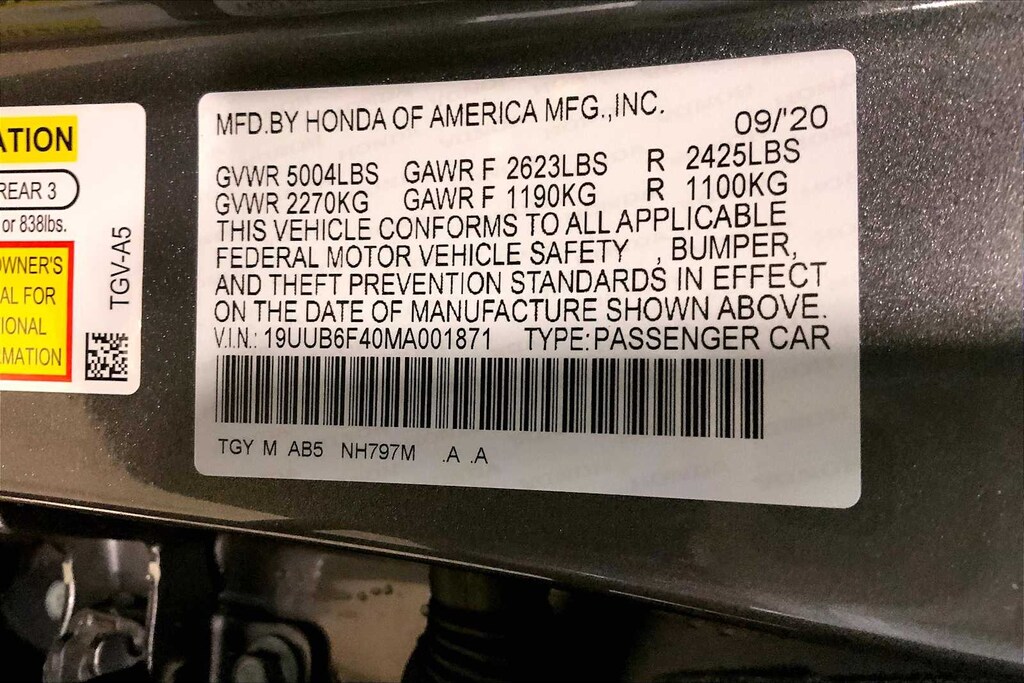 ATION
REAR 3
or 838lbs.
OWNER'S
AL FOR
IONAL
MATION
TGV-A5
MFD.BY HONDA OF AMERICA MFG.,INC.
09/'20
GVWR 5004LBS GAWR F 2623LBS R 2425LBS
GVWR 2270KG GAWR F 1190KG R 1100KG
THIS VEHICLE CONFORMS TO ALL APPLICABLE
FEDERAL MOTOR VEHICLE SAFETY , BUMPER,
AND THEFT PREVENTION STANDARDS IN EFFECT
ON THE DATE OF MANUFACTURE SHOWN ABOVE.
V.I.N.: 19UUB6F40MA001871 TYPE:PASSENGER CAR
TGY M AB5 NH797M .A .A